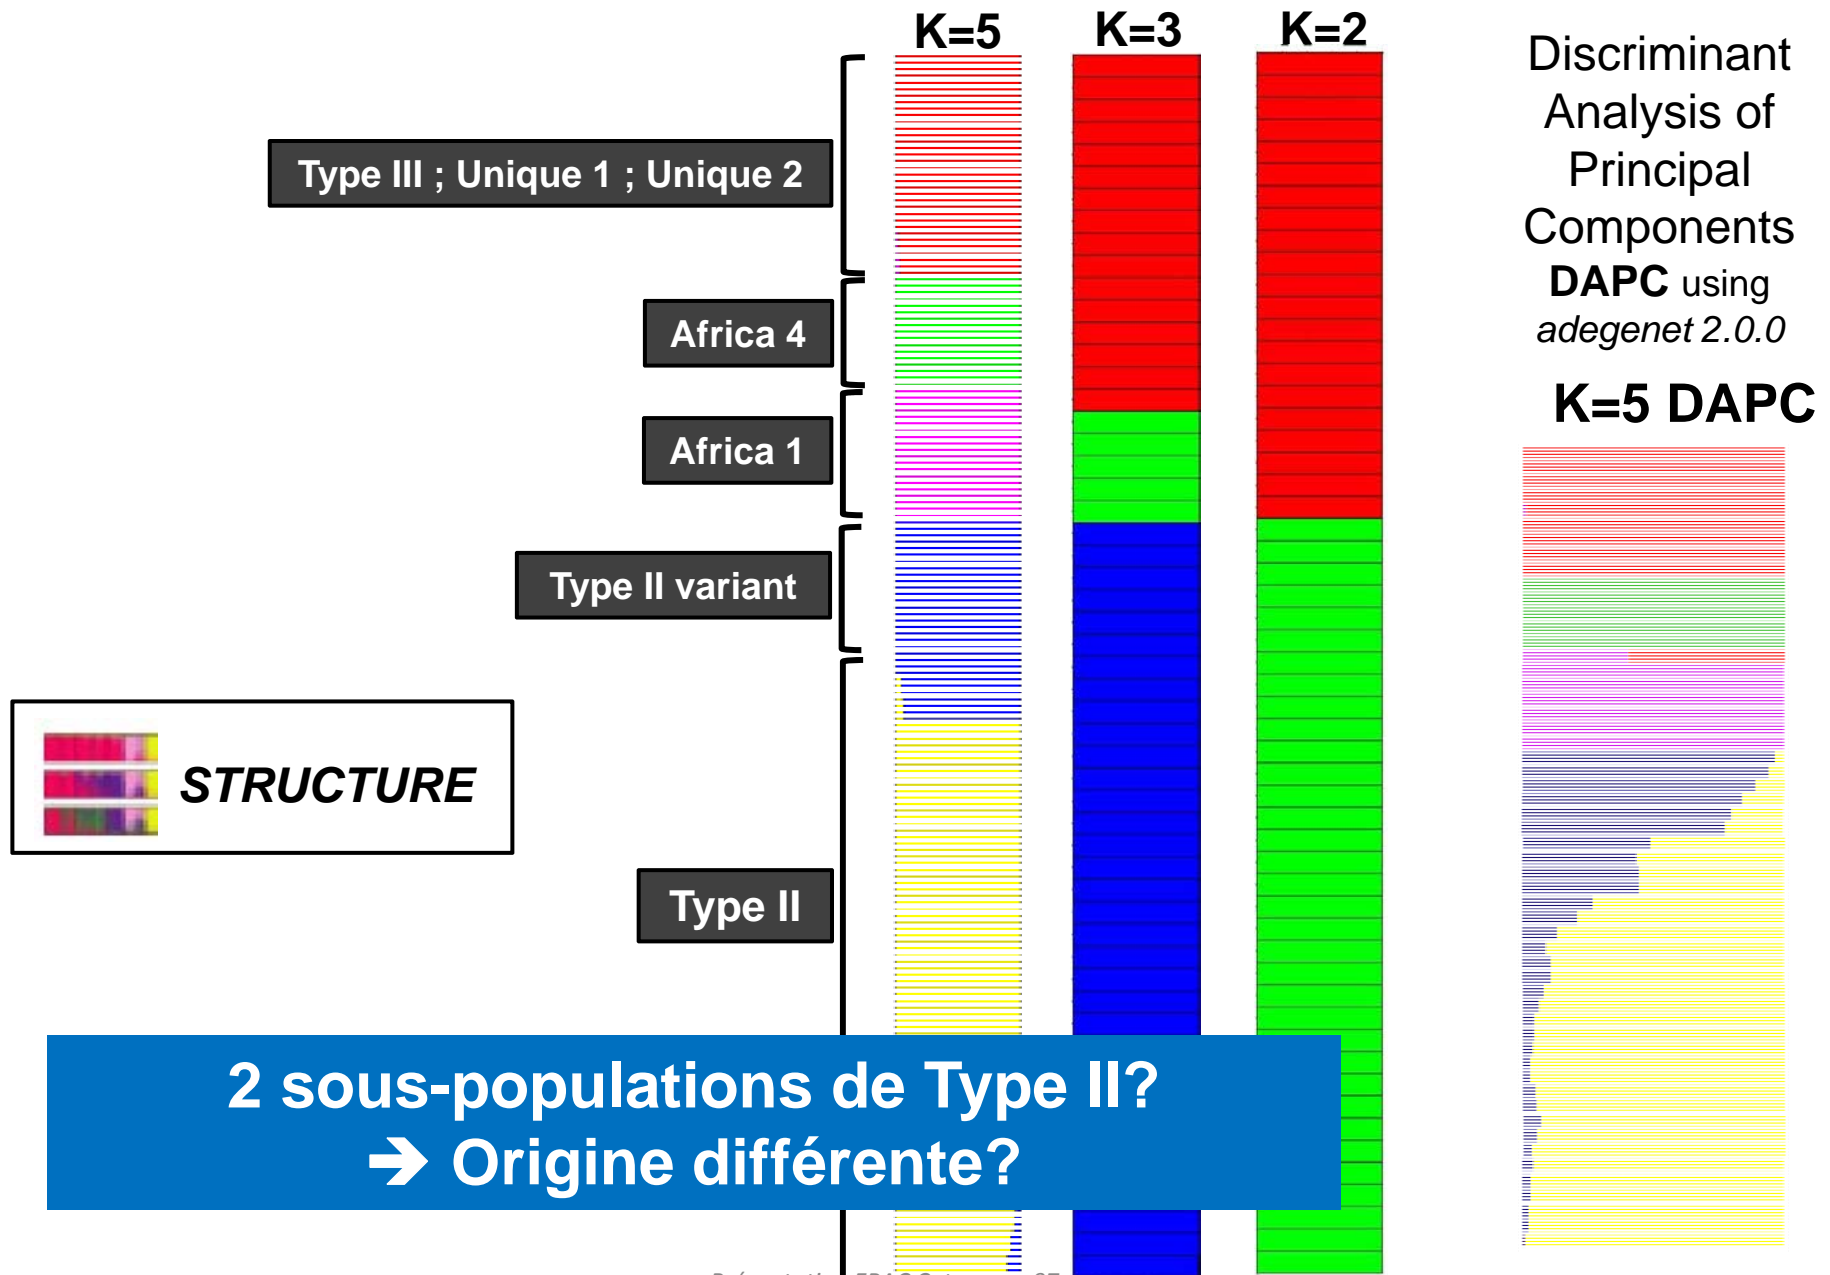 K=5 K=3 K=2
Discriminant
Analysis of
Principal
Components
DAPC using
adegenet 2.0.0
K=5 DAPC
Type III ; Unique 1 ; Unique 2
Africa 4
Africa 1
Type II variant
STRUCTURE
Type II
2 sous-populations de Type II?
➔ Origine différente?